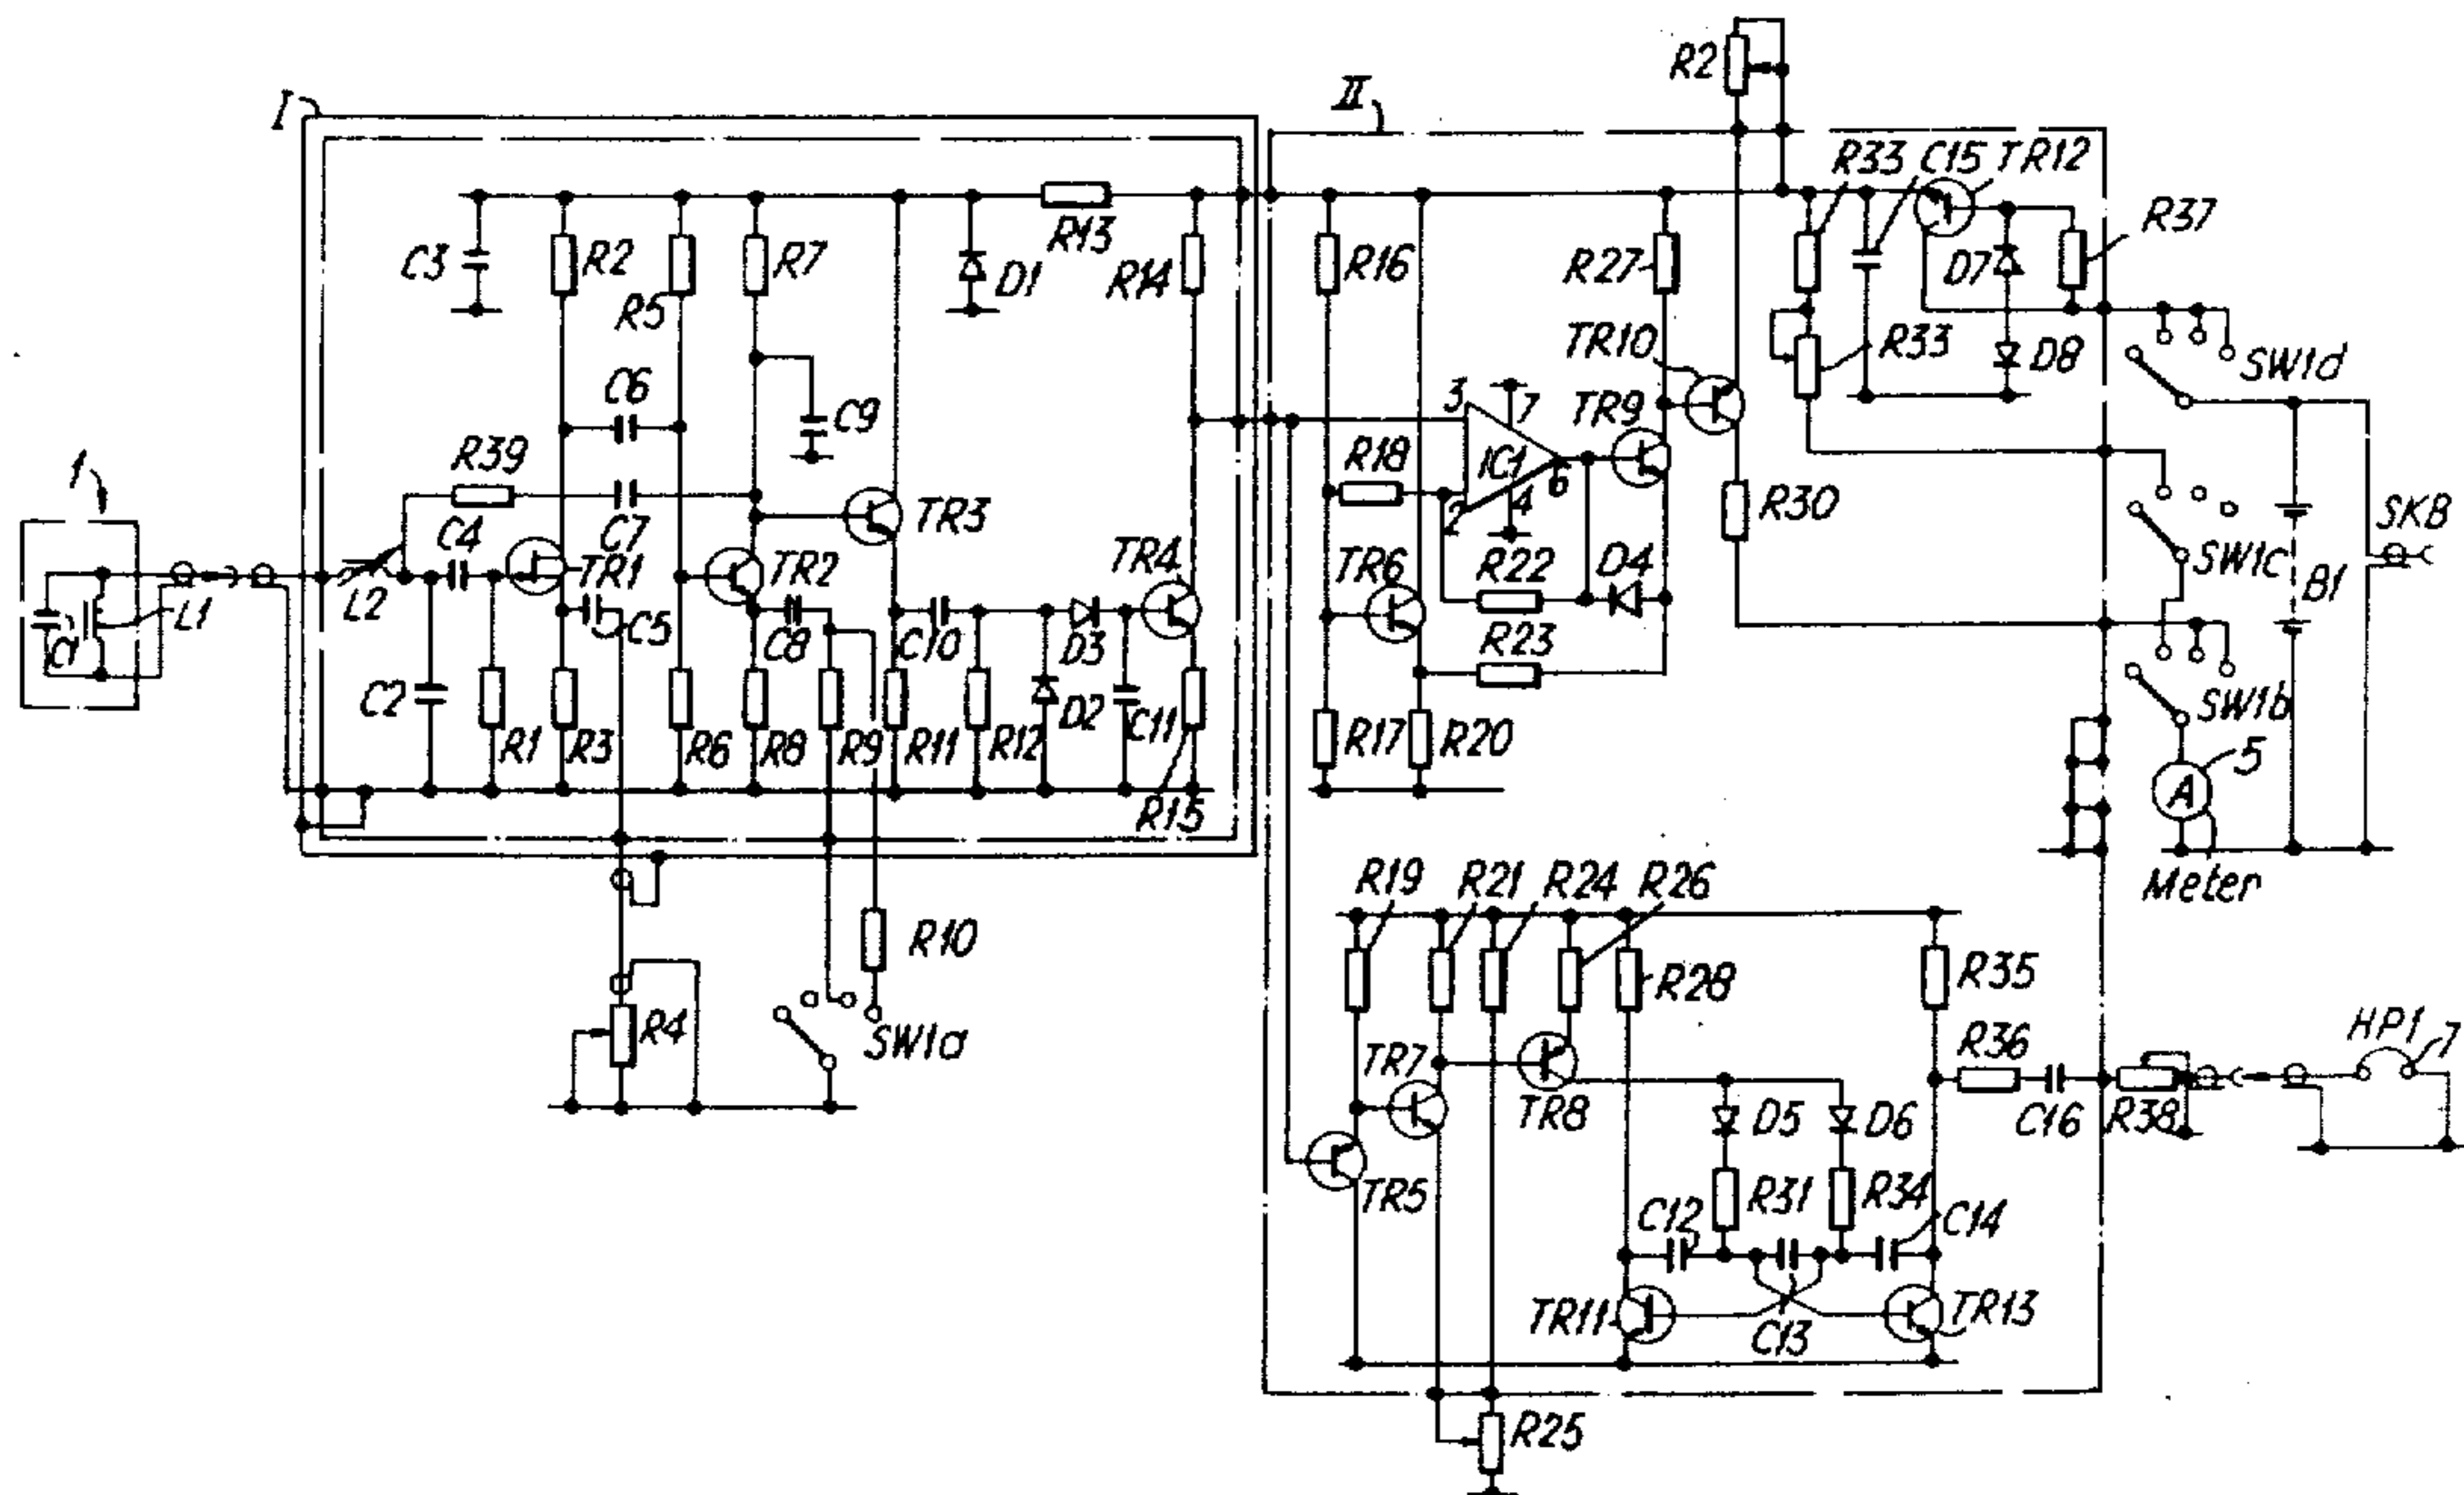 R2
I
II
R33 C15 TR12
R37
C3
R2
R5
R7
D1
R13
R14
R16
R27
D7
D8
R33
SW1d
TR10
C6
C9
3
7
IC1
4
6
2
TR9
1
R39
C7
C4
TR3
R18
R30
SW1c
B1
SKB
L2
TR1
TR2
TR4
TR6
R22
D4
R23
C1
L1
C5
C8
C10
D3
D2
C11
C2
R1
R3
R6
R8
R9
R11
R12
R15
R17
R20
SW1b
5
A
Meter
R10
R4
SW1a
R19
R21
R24
R26
R28
R35
R36
C16
R38
HP1
7
TR7
TR8
D5
D6
TR5
R31
R34
C12
C14
TR11
C13
TR13
R25